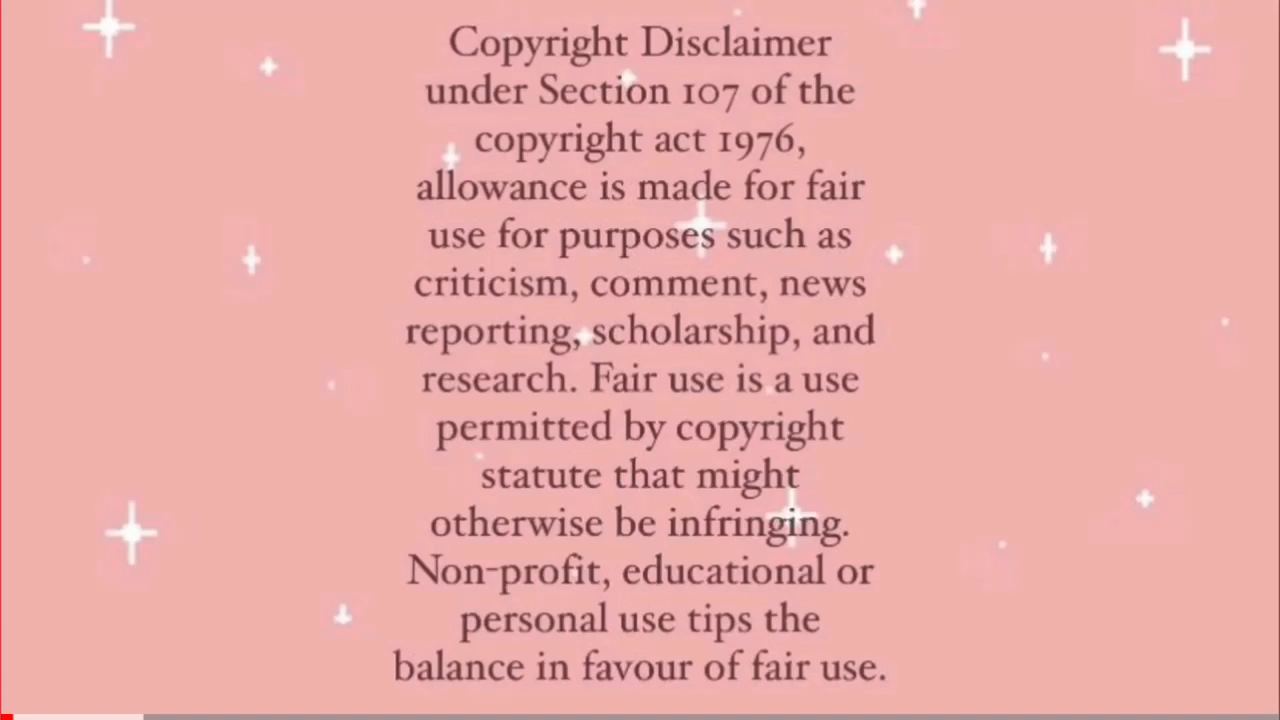 Copyright Disclaimer
under Section 107 of the
copyright act 1976,
allowance is made for fair
use for purposes such as
criticism, comment, news
reporting, scholarship, and
research. Fair use is a use
permitted by copyright
statute that might
otherwise be infringing.
Non-profit, educational or
personal use tips the
balance in favour of fair use.